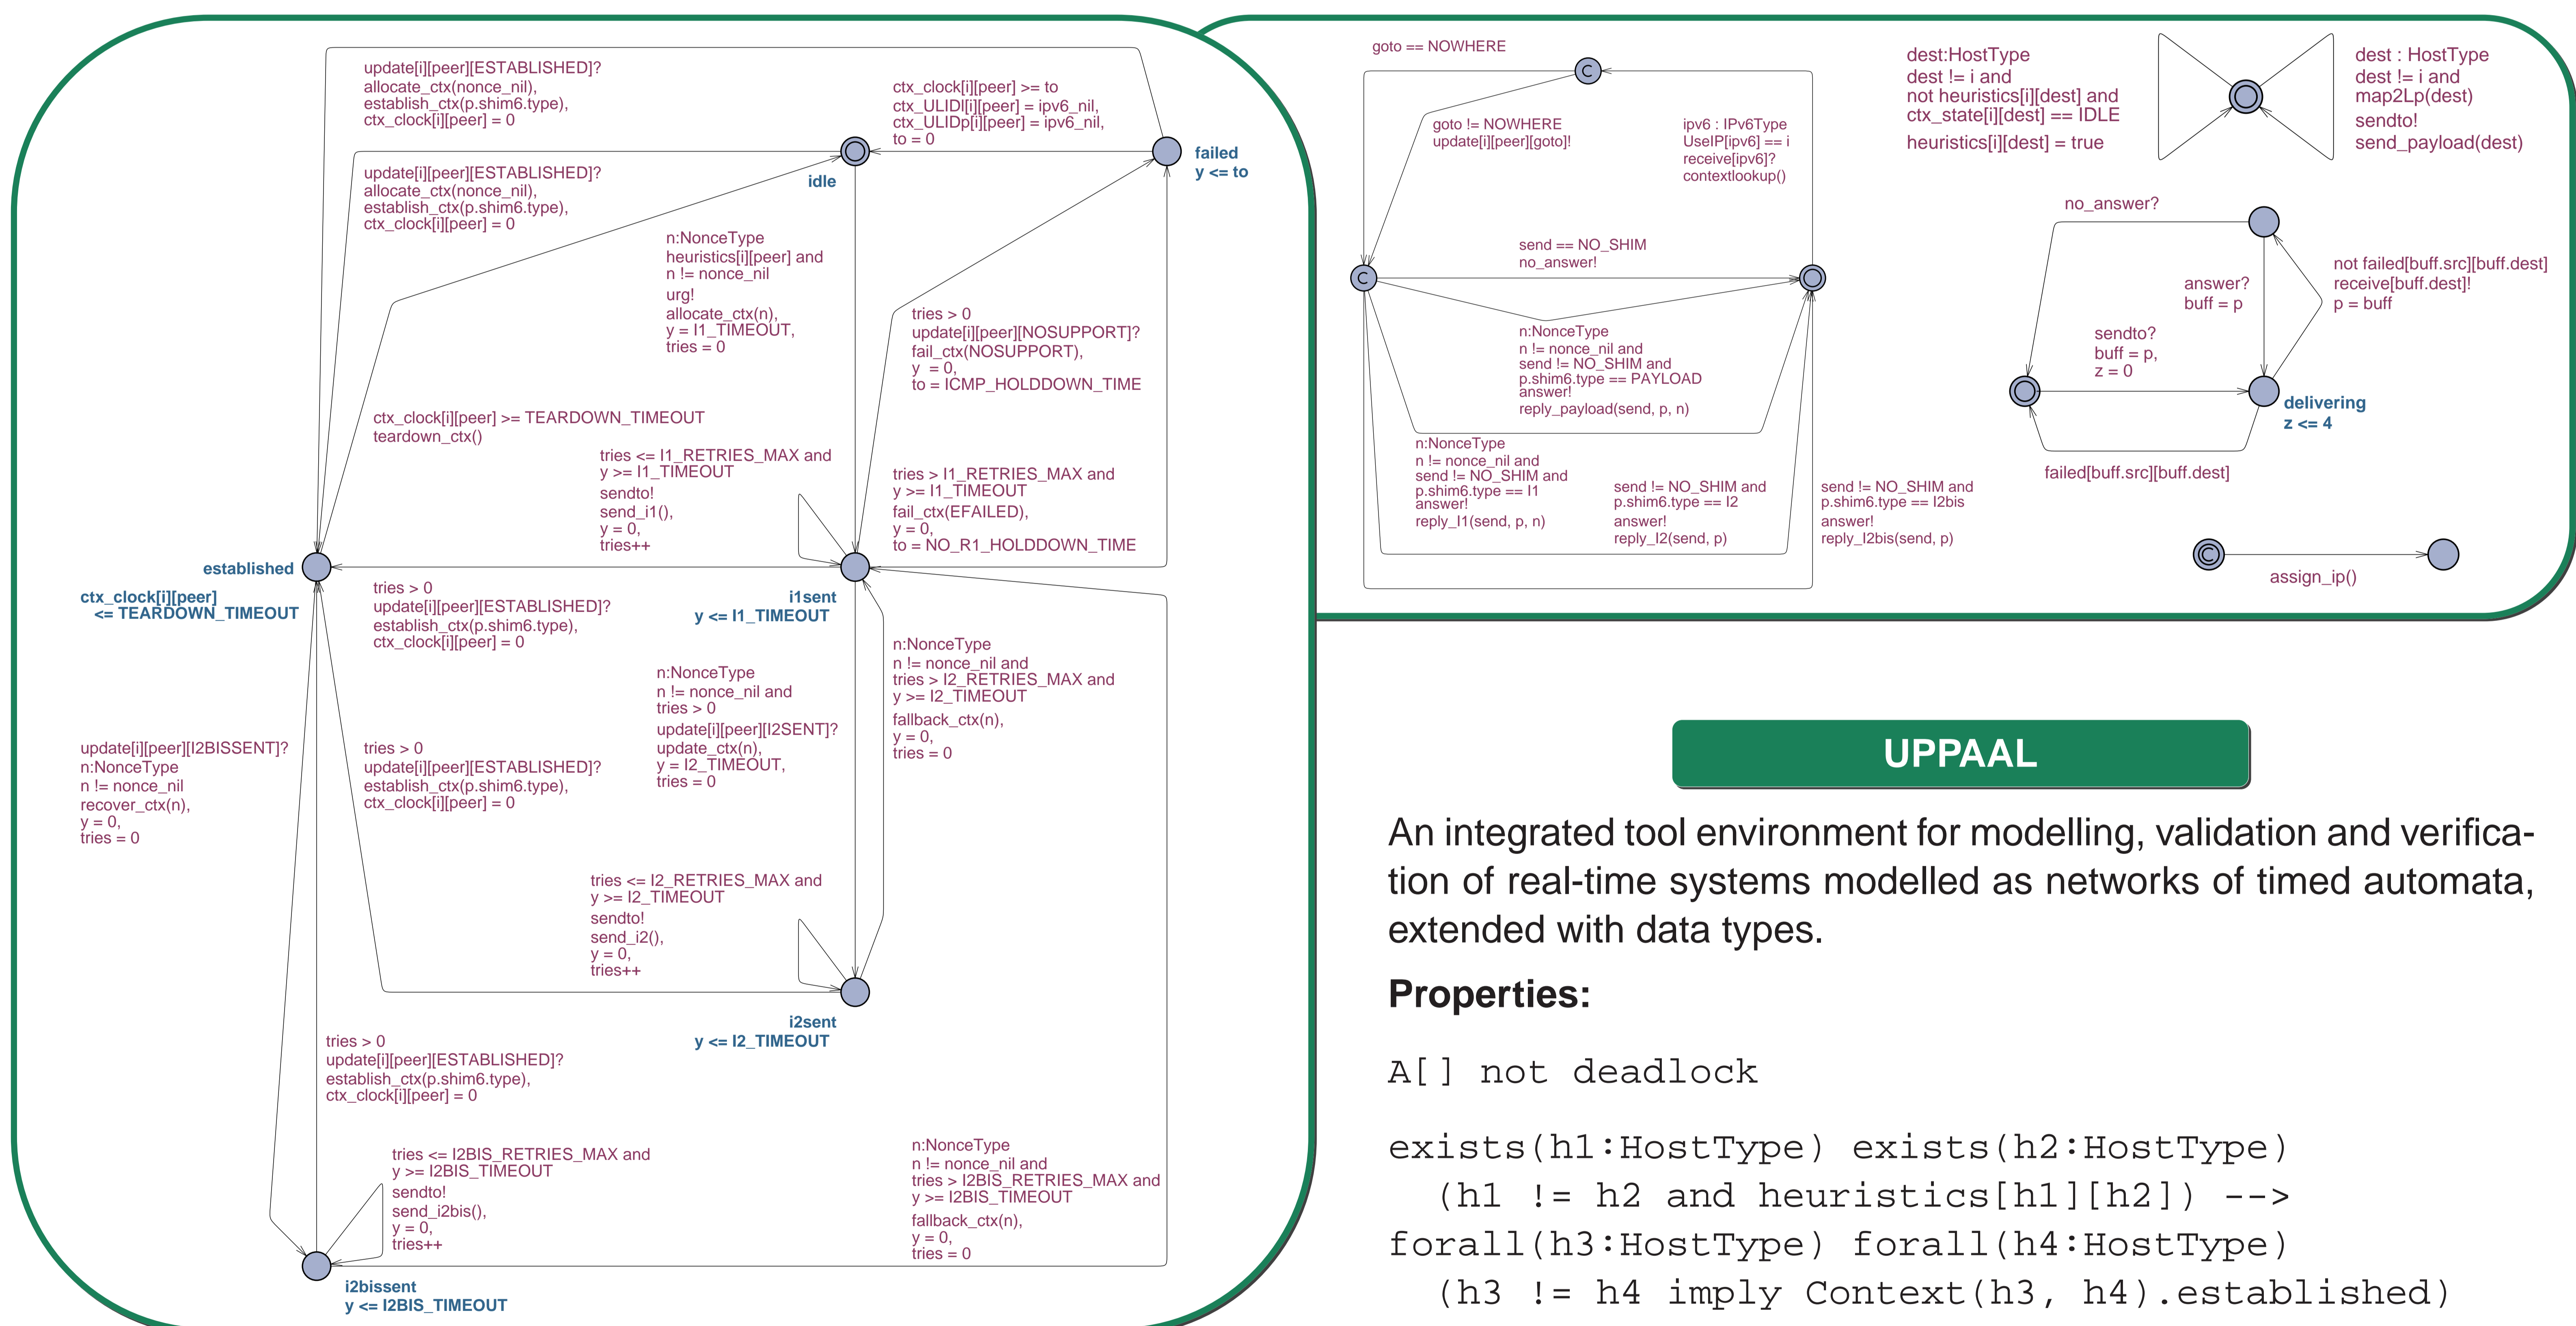 update[i][peer][ESTABLISHED]?
allocate_ctx(nonce_nil),
establish_ctx(p.shim6.type),
ctx_clock[i][peer] = 0
ctx_clock[i][peer] >= to
ctx_ULIDl[i][peer] = ipv6_nil,
ctx_ULIDp[i][peer] = ipv6_nil,
to = 0
failed
y <= to
idle
update[i][peer][ESTABLISHED]?
allocate_ctx(nonce_nil),
establish_ctx(p.shim6.type),
ctx_clock[i][peer] = 0
n:NonceType
heuristics[i][peer] and
n != nonce_nil
urg!
allocate_ctx(n),
y = I1_TIMEOUT,
tries = 0
tries > 0
update[i][peer][NOSUPPORT]?
fail_ctx(NOSUPPORT),
y  = 0,
to = ICMP_HOLDDOWN_TIME
ctx_clock[i][peer] >= TEARDOWN_TIMEOUT
teardown_ctx()
tries <= I1_RETRIES_MAX and
y >= I1_TIMEOUT
sendto!
send_i1(),
y = 0,
tries++
tries > I1_RETRIES_MAX and
y >= I1_TIMEOUT
fail_ctx(EFAILED),
y = 0,
to = NO_R1_HOLDDOWN_TIME
established
ctx_clock[i][peer]
<= TEARDOWN_TIMEOUT
tries > 0
update[i][peer][ESTABLISHED]?
establish_ctx(p.shim6.type),
ctx_clock[i][peer] = 0
i1sent
y <= I1_TIMEOUT
n:NonceType
n != nonce_nil and
tries > 0
update[i][peer][I2SENT]?
update_ctx(n),
y = I2_TIMEOUT,
tries = 0
n:NonceType
n != nonce_nil and
tries > I2_RETRIES_MAX and
y >= I2_TIMEOUT
fallback_ctx(n),
y = 0,
tries = 0
update[i][peer][I2BISSENT]?
n:NonceType
n != nonce_nil
recover_ctx(n),
y = 0,
tries = 0
tries > 0
update[i][peer][ESTABLISHED]?
establish_ctx(p.shim6.type),
ctx_clock[i][peer] = 0
tries <= I2_RETRIES_MAX and
y >= I2_TIMEOUT
sendto!
send_i2(),
y = 0,
tries++
i2sent
y <= I2_TIMEOUT
tries > 0
update[i][peer][ESTABLISHED]?
establish_ctx(p.shim6.type),
ctx_clock[i][peer] = 0
tries <= I2BIS_RETRIES_MAX and
y >= I2BIS_TIMEOUT
sendto!
send_i2bis(),
y = 0,
tries++
n:NonceType
n != nonce_nil and
tries > I2BIS_RETRIES_MAX and
y >= I2BIS_TIMEOUT
fallback_ctx(n),
y = 0,
tries = 0
i2bissent
y <= I2BIS_TIMEOUT
goto == NOWHERE
C
goto != NOWHERE
update[i][peer][goto]!
ipv6 : IPv6Type
UseIP[ipv6] == i
receive[ipv6]?
contextlookup()
send == NO_SHIM
no_answer!
C
n:NonceType
n != nonce_nil and
send != NO_SHIM and
p.shim6.type == PAYLOAD
answer!
reply_payload(send, p, n)
n:NonceType
n != nonce_nil and
send != NO_SHIM and
p.shim6.type == I1
answer!
reply_I1(send, p, n)
send != NO_SHIM and
p.shim6.type == I2
answer!
reply_I2(send, p)
send != NO_SHIM and
p.shim6.type == I2bis
answer!
reply_I2bis(send, p)
dest:HostType
dest != i and
not heuristics[i][dest] and
ctx_state[i][dest] == IDLE
heuristics[i][dest] = true
dest : HostType
dest != i and
map2Lp(dest)
sendto!
send_payload(dest)
no_answer?
answer?
buff = p
not failed[buff.src][buff.dest]
receive[buff.dest]!
p = buff
sendto?
buff = p,
z = 0
delivering
z <= 4
failed[buff.src][buff.dest]
C
assign_ip()
UPPAAL
An integrated tool environment for modelling, validation and verifica-
tion of real-time systems modelled as networks of timed automata,
extended with data types.
Properties:
A[] not deadlock
exists(h1:HostType) exists(h2:HostType)
(h1 != h2 and heuristics[h1][h2]) -->
forall(h3:HostType) forall(h4:HostType)
(h3 != h4 imply Context(h3, h4).established)